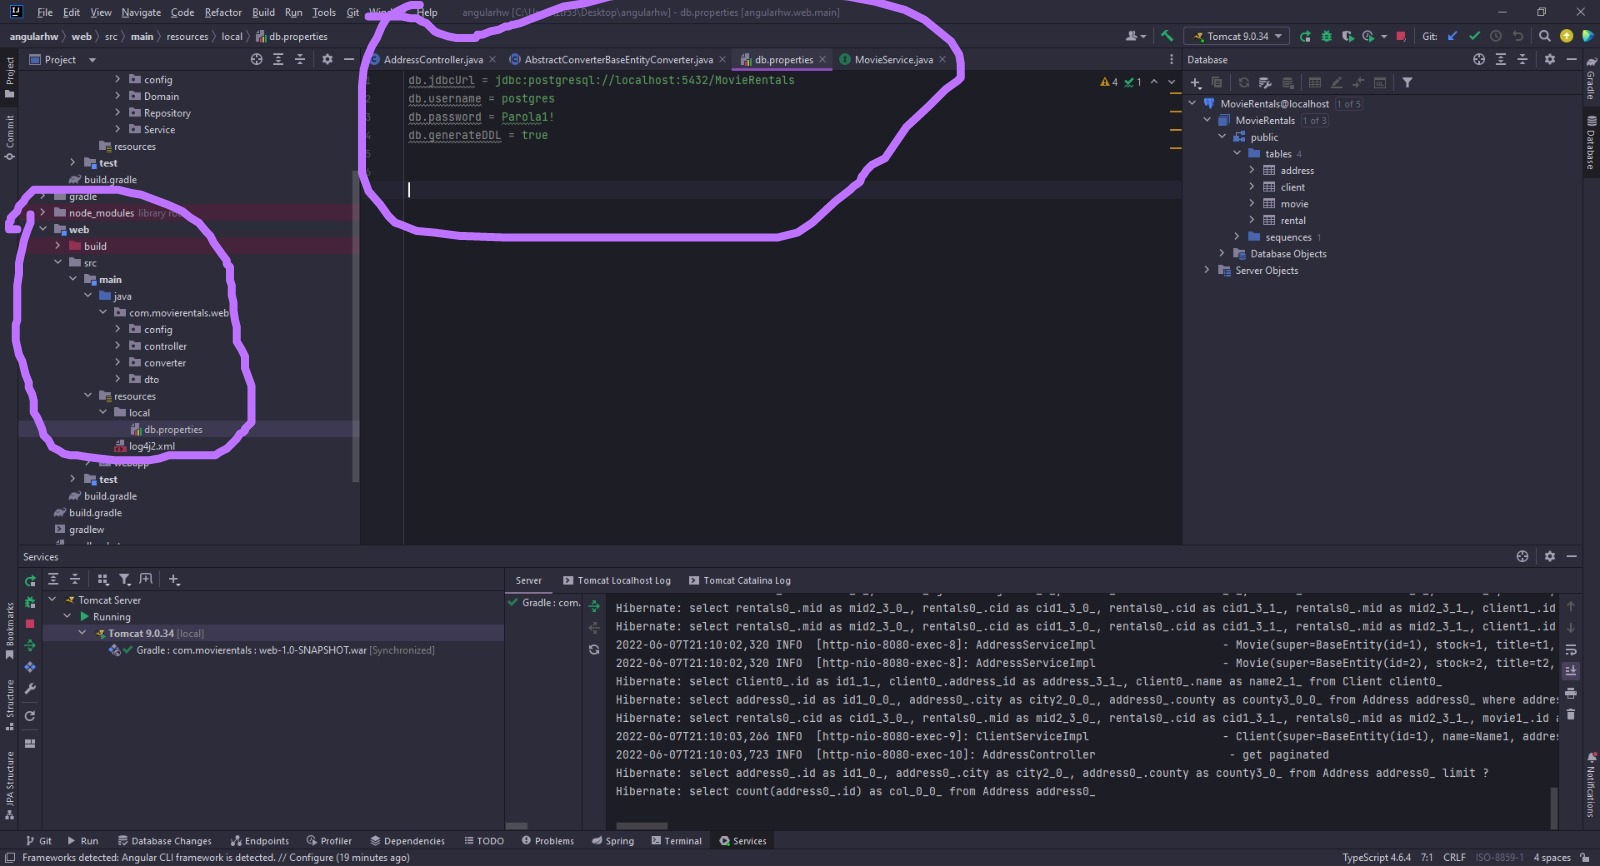 File Edit View Navigate Code Refactor Build Run Tools Git Help angularhw - db.properties [angularhw.web.main]
angularhw web src main resources local db.properties Tomcat 9.0.34 Git:
Project
AddressController.java AbstractConverterBaseEntityConverter.java db.properties MovieService.java
Database
config
Domain
Repository
Service
resources
test
build.gradle
gradle
node_modules library
web
build
src
main
java
com.movierentals.web
config
controller
converter
dto
resources
local
db.properties
log4j2.xml
webapp
test
build.gradle
build.gradle
gradlew
db.jdbcUrl = jdbc:postgresql://localhost:5432/MovieRentals
db.username = postgres
db.password = Parola1!
db.generateDDL = true
4 1
MovieRentals@localhost 1 of 5
MovieRentals 1 of 3
public
tables 4
address
client
movie
rental
sequences 1
Database Objects
Server Objects
Project
Commit
Bookmarks
Structure
JPA Structure
Gradle
Database
Notifications
Services
Tomcat Server
Running
Tomcat 9.0.34 [local]
Gradle : com.movierentals : web-1.0-SNAPSHOT.war [Synchronized]
Server Tomcat Localhost Log Tomcat Catalina Log
Gradle : com.
Hibernate: select rentals0_.mid as mid2_3_0_, rentals0_.cid as cid1_3_0_, rentals0_.cid as cid1_3_1_, rentals0_.mid as mid2_3_1_, client1_.id
Hibernate: select rentals0_.mid as mid2_3_0_, rentals0_.cid as cid1_3_0_, rentals0_.cid as cid1_3_1_, rentals0_.mid as mid2_3_1_, client1_.id
2022-06-07T21:10:02,320 INFO [http-nio-8080-exec-8]: AddressServiceImpl - Movie(super=BaseEntity(id=1), stock=1, title=t1,
2022-06-07T21:10:02,320 INFO [http-nio-8080-exec-8]: AddressServiceImpl - Movie(super=BaseEntity(id=2), stock=2, title=t2,
Hibernate: select client0_.id as id1_1_, client0_.address_id as address_3_1_, client0_.name as name2_1_ from Client client0_
Hibernate: select address0_.id as id1_0_0_, address0_.city as city2_0_0_, address0_.county as county3_0_0_ from Address address0_ where addres
Hibernate: select rentals0_.cid as cid1_3_0_, rentals0_.mid as mid2_3_0_, rentals0_.cid as cid1_3_1_, rentals0_.mid as mid2_3_1_, movie1_.id a
2022-06-07T21:10:03,266 INFO [http-nio-8080-exec-9]: ClientServiceImpl - Client(super=BaseEntity(id=1), name=Name1, addre
2022-06-07T21:10:03,723 INFO [http-nio-8080-exec-10]: AddressController - get paginated
Hibernate: select address0_.id as id1_0_, address0_.city as city2_0_, address0_.county as county3_0_ from Address address0_ limit ?
Hibernate: select count(address0_.id) as col_0_0_ from Address address0_
Git Run Database Changes Endpoints Profiler Dependencies TODO Problems Spring Terminal Services
Frameworks detected: Angular CLI framework is detected. // Configure (19 minutes ago) TypeScript 4.6.4 7:1 CRLF ISO-8859-1 4 spaces